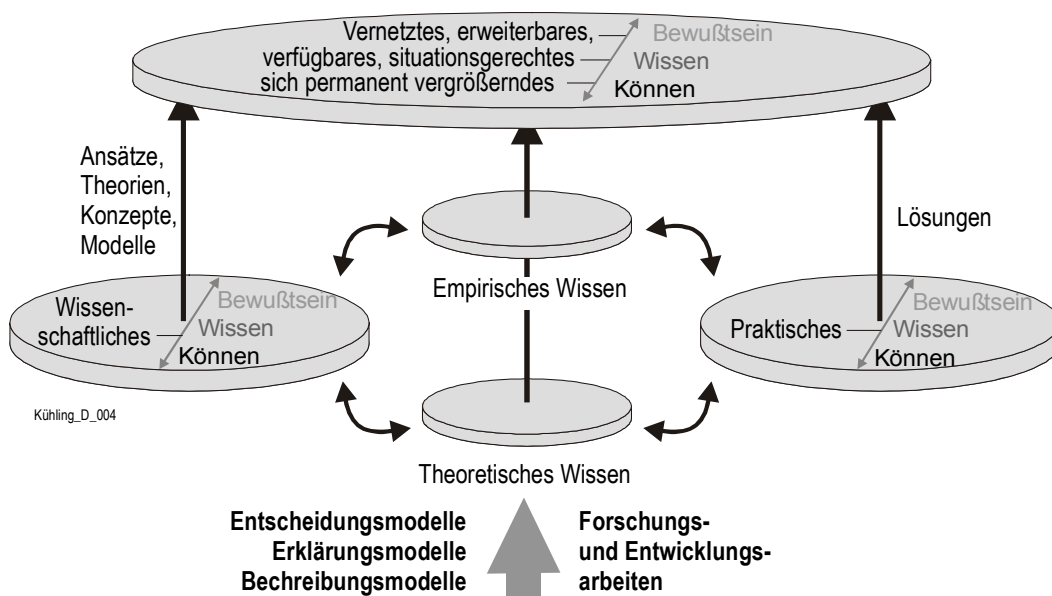 Vernetztes, erweiterbares,
verfügbares, situationsgerechtes
sich permanent vergrößerndes
Bewußtsein
Wissen
Können
Ansätze,
Theorien,
Konzepte,
Modelle
Lösungen
Empirisches Wissen
Wissen-
schaftliches
Bewußtsein
Wissen
Können
Praktisches
Bewußtsein
Wissen
Können
Kühling_D_004
Theoretisches Wissen
Entscheidungsmodelle
Erklärungsmodelle
Bechreibungsmodelle
Forschungs-
und Entwicklungs-
arbeiten